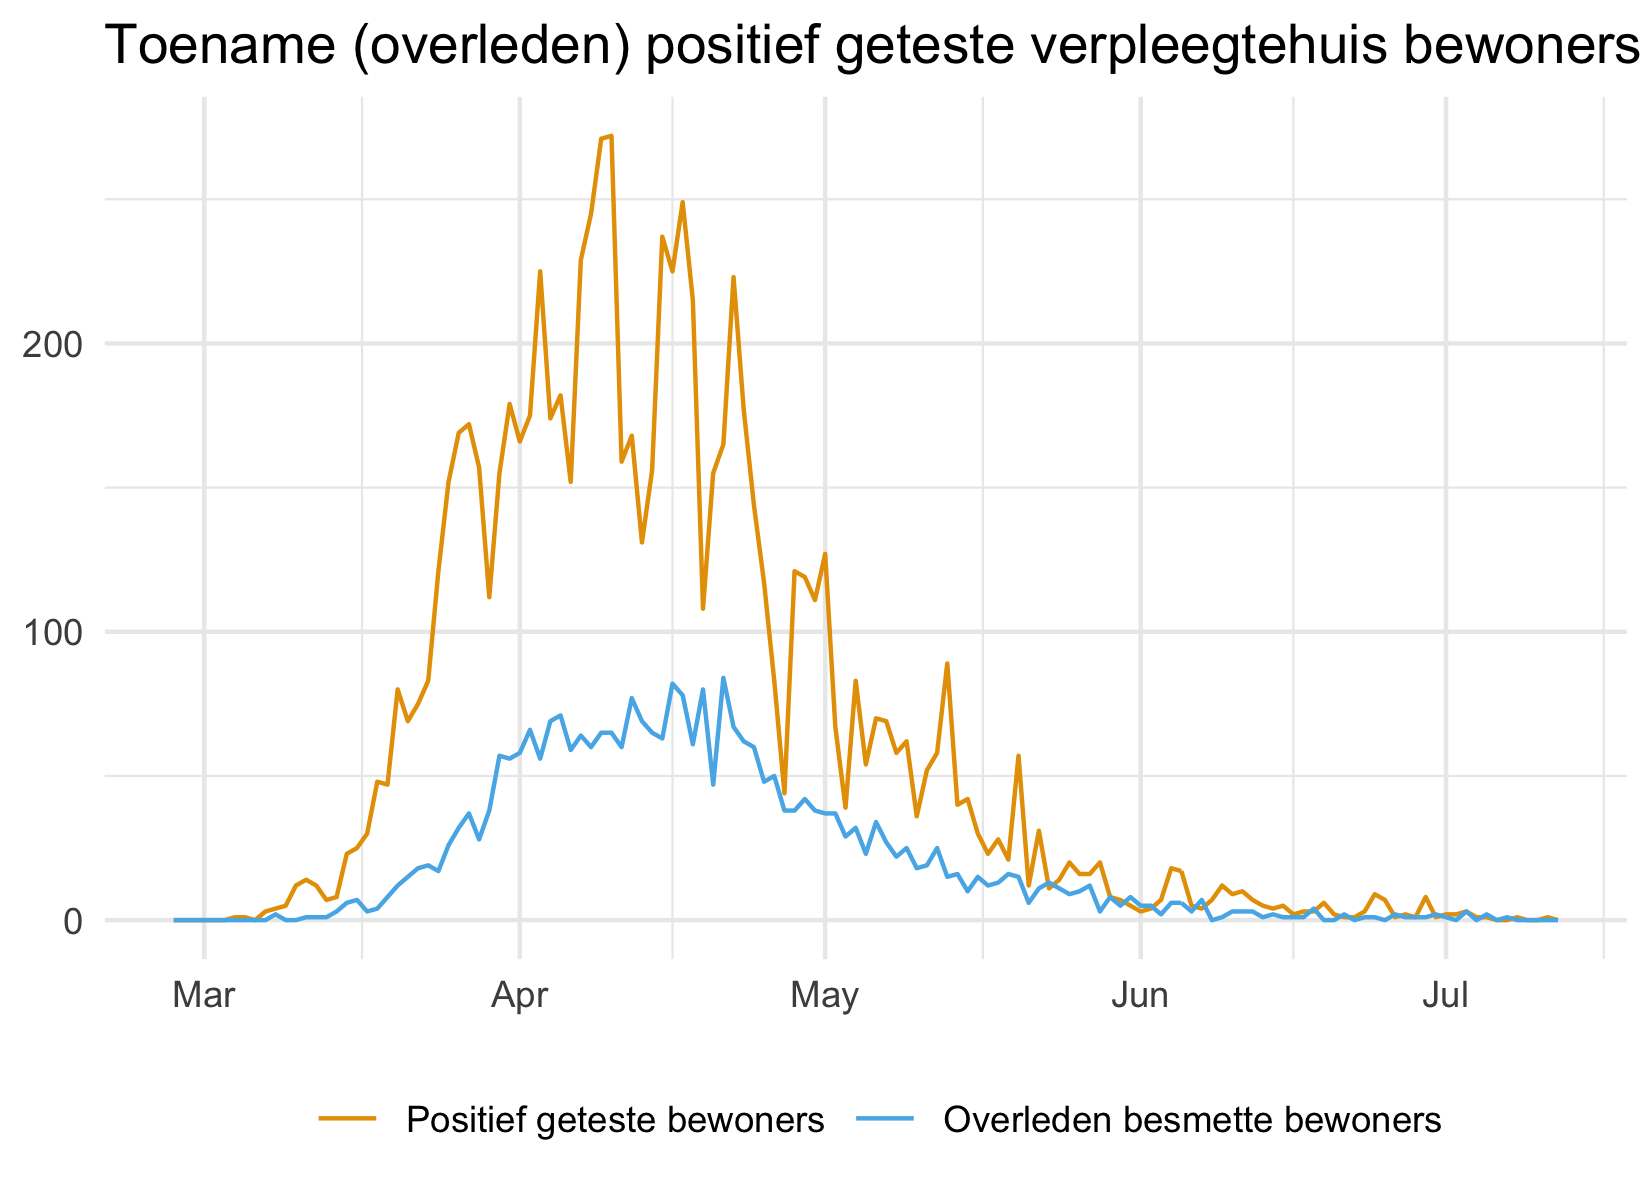 Toename (overleden) positief geteste verpleegtehuis bewoners
200
100
0
Mar Apr May Jun Jul
Positief geteste bewoners Overleden besmette bewoners